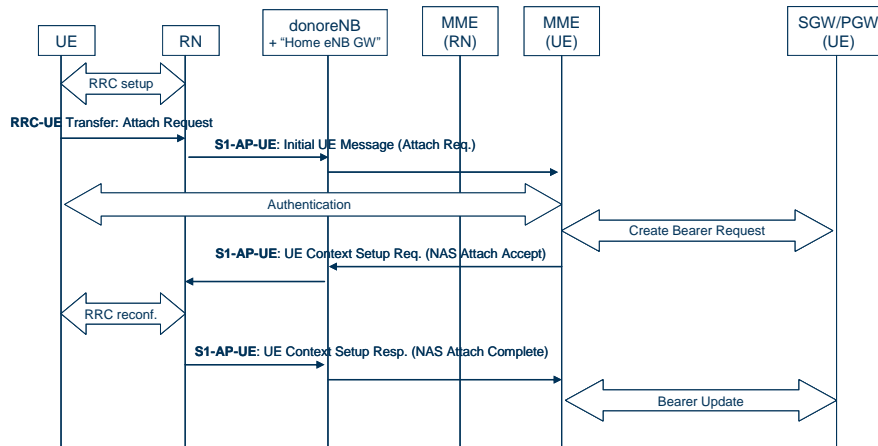 UE
RN
donoreNB
+ “Home eNB GW”
MME
(RN)
MME
(UE)
SGW/PGW
(UE)
RRC setup
RRC-UE Transfer: Attach Request
S1-AP-UE: Initial UE Message (Attach Req.)
Authentication
Create Bearer Request
S1-AP-UE: UE Context Setup Req. (NAS Attach Accept)
RRC reconf.
S1-AP-UE: UE Context Setup Resp. (NAS Attach Complete)
Bearer Update